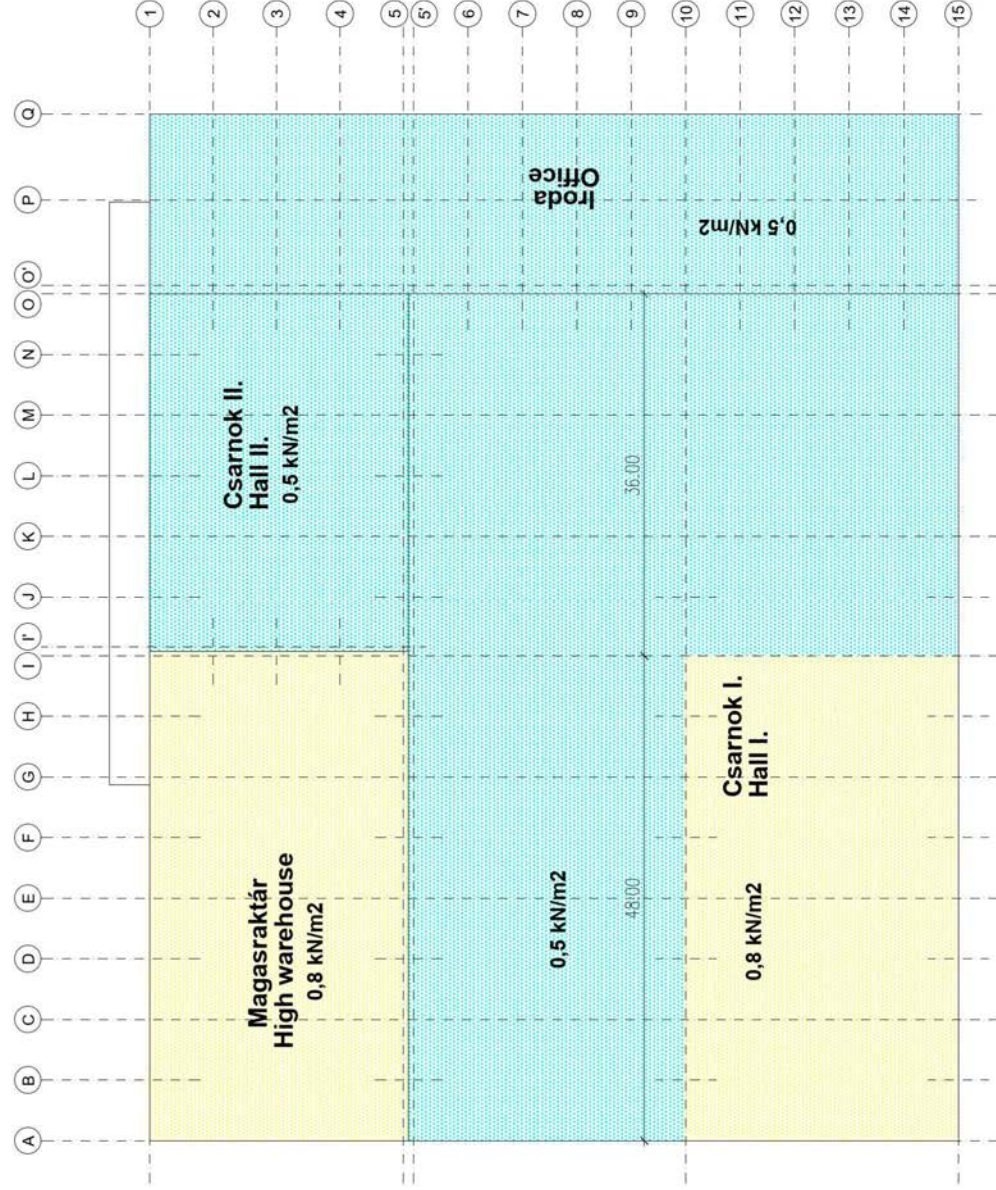 A
B
C
D
E
F
G
H
I
I'
J
K
L
M
N
O
O'
P
Q
1
2
3
4
5
5'
6
7
8
9
10
11
12
13
14
15
Magasraktár
High warehouse
0,8 kN/m2
Csarnok II.
Hall II.
0,5 kN/m2
Iroda
Office
0,5 kN/m2
36.00
48.00
0,5 kN/m2
Csarnok I.
Hall I.
0,8 kN/m2